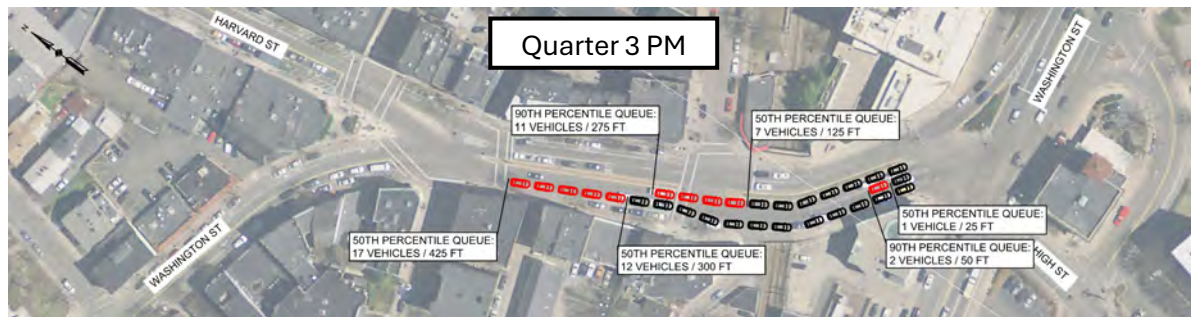 Quarter 3 PM
N
HARVARD ST
WASHINGTON ST
90TH PERCENTILE QUEUE:
11 VEHICLES / 275 FT
50TH PERCENTILE QUEUE:
7 VEHICLES / 125 FT
50TH PERCENTILE QUEUE:
17 VEHICLES / 425 FT
50TH PERCENTILE QUEUE:
12 VEHICLES / 300 FT
50TH PERCENTILE QUEUE:
1 VEHICLE / 25 FT
90TH PERCENTILE QUEUE:
2 VEHICLES / 50 FT
WASHINGTON ST
HIGH ST